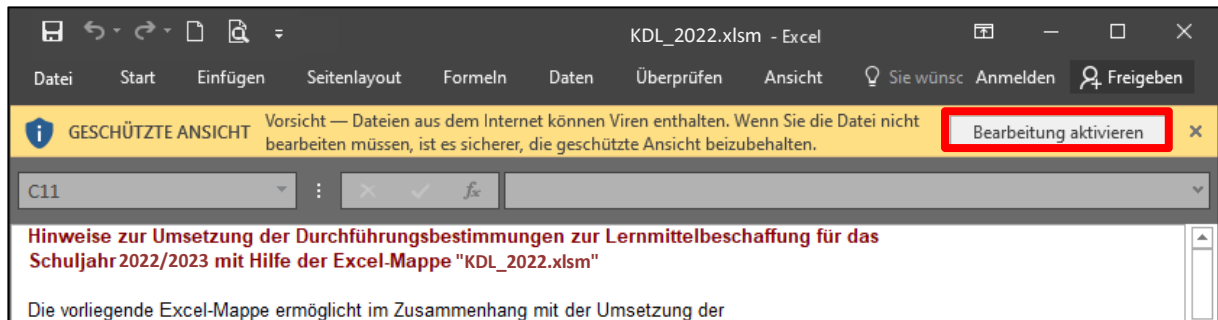 KDL_2022.xlsm - Excel
Datei Start Einfügen Seitenlayout Formeln Daten Überprüfen Ansicht Sie wünsc Anmelden Freigeben
GESCHÜTZTE ANSICHT Vorsicht — Dateien aus dem Internet können Viren enthalten. Wenn Sie die Datei nicht
bearbeiten müssen, ist es sicherer, die geschützte Ansicht beizubehalten.
Bearbeitung aktivieren
C11 fx
Hinweise zur Umsetzung der Durchführungsbestimmungen zur Lernmittelbeschaffung für das
Schuljahr 2022/2023 mit Hilfe der Excel-Mappe "KDL_2022.xlsm"
Die vorliegende Excel-Mappe ermöglicht im Zusammenhang mit der Umsetzung der